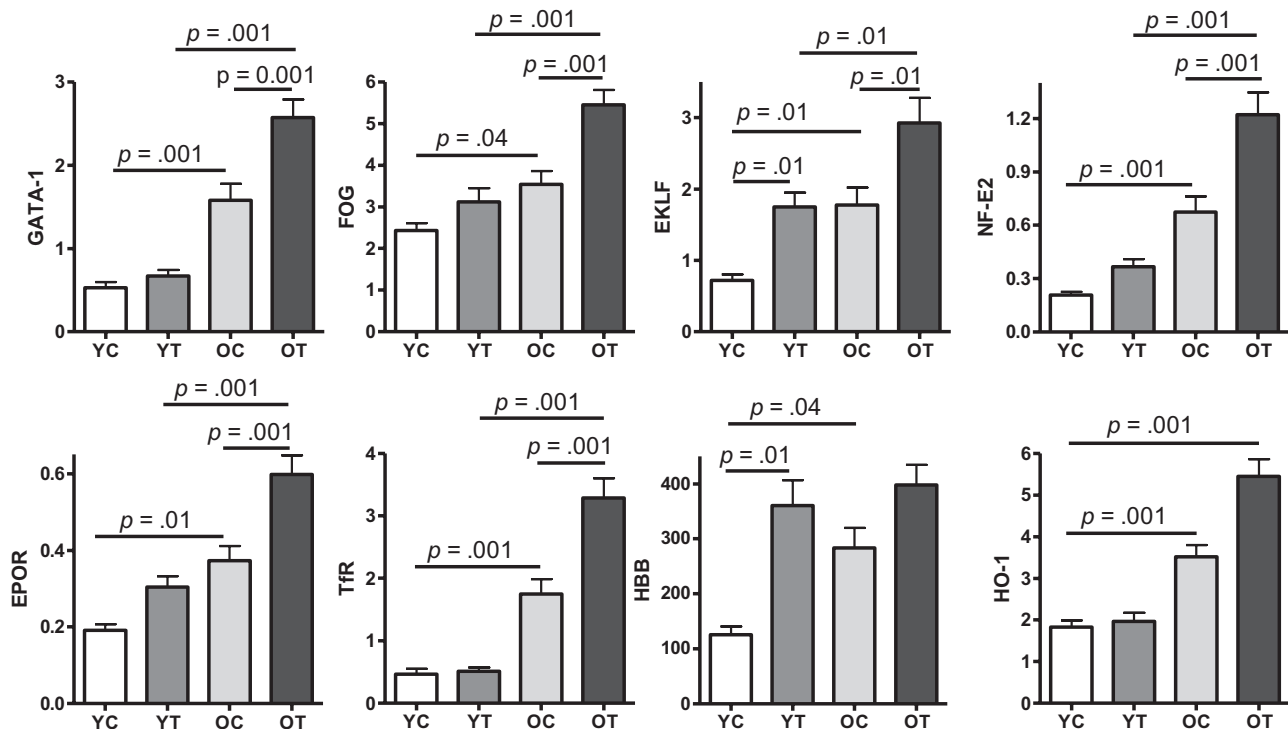 p = .001
p = 0.001
p = .001
3
2
1
0
GATA-1
YC YT OC OT
p = .001
p = .001
p = .04
6
5
4
3
2
1
0
FOG
YC YT OC OT
p = .01
p = .01
p = .01
p = .01
3
2
1
0
EKLF
YC YT OC OT
p = .001
p = .001
p = .001
1.2
0.9
0.6
0.3
0.0
NF-E2
YC YT OC OT
p = .001
p = .001
p = .01
0.6
0.4
0.2
0.0
EPOR
YC YT OC OT
p = .001
p = .001
p = .001
4
3
2
1
0
TfR
YC YT OC OT
p = .04
p = .01
400
300
200
100
0
HBB
YC YT OC OT
p = .001
p = .001
6
5
4
3
2
1
0
HO-1
YC YT OC OT